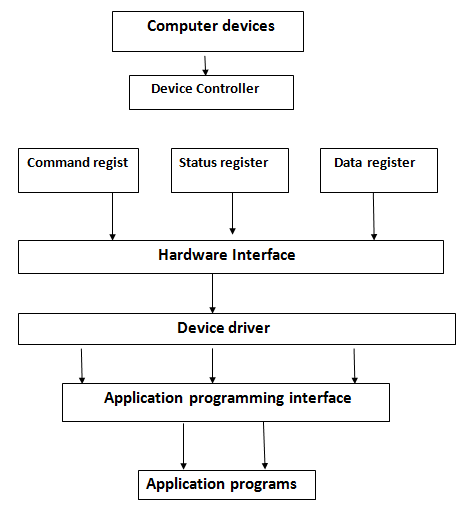 Computer devices
Device Controller
Command regist
Status register
Data register
Hardware Interface
Device driver
Application programming interface
Application programs